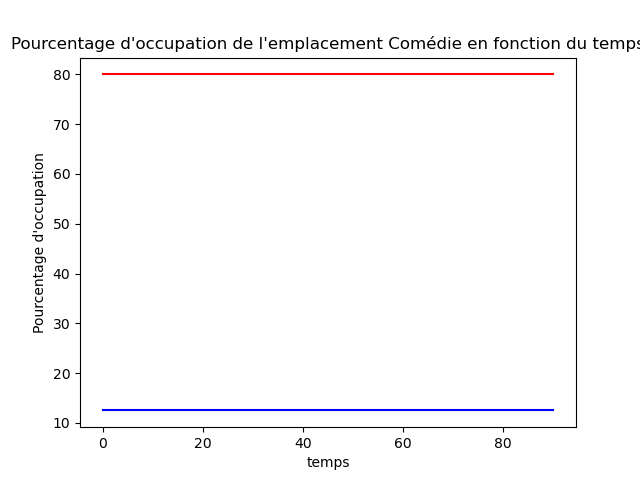 Pourcentage d'occupation de l'emplacement Comédie en fonction du temps
80
70
60
50
40
30
20
10
Pourcentage d'occupation
0 20 40 60 80
temps